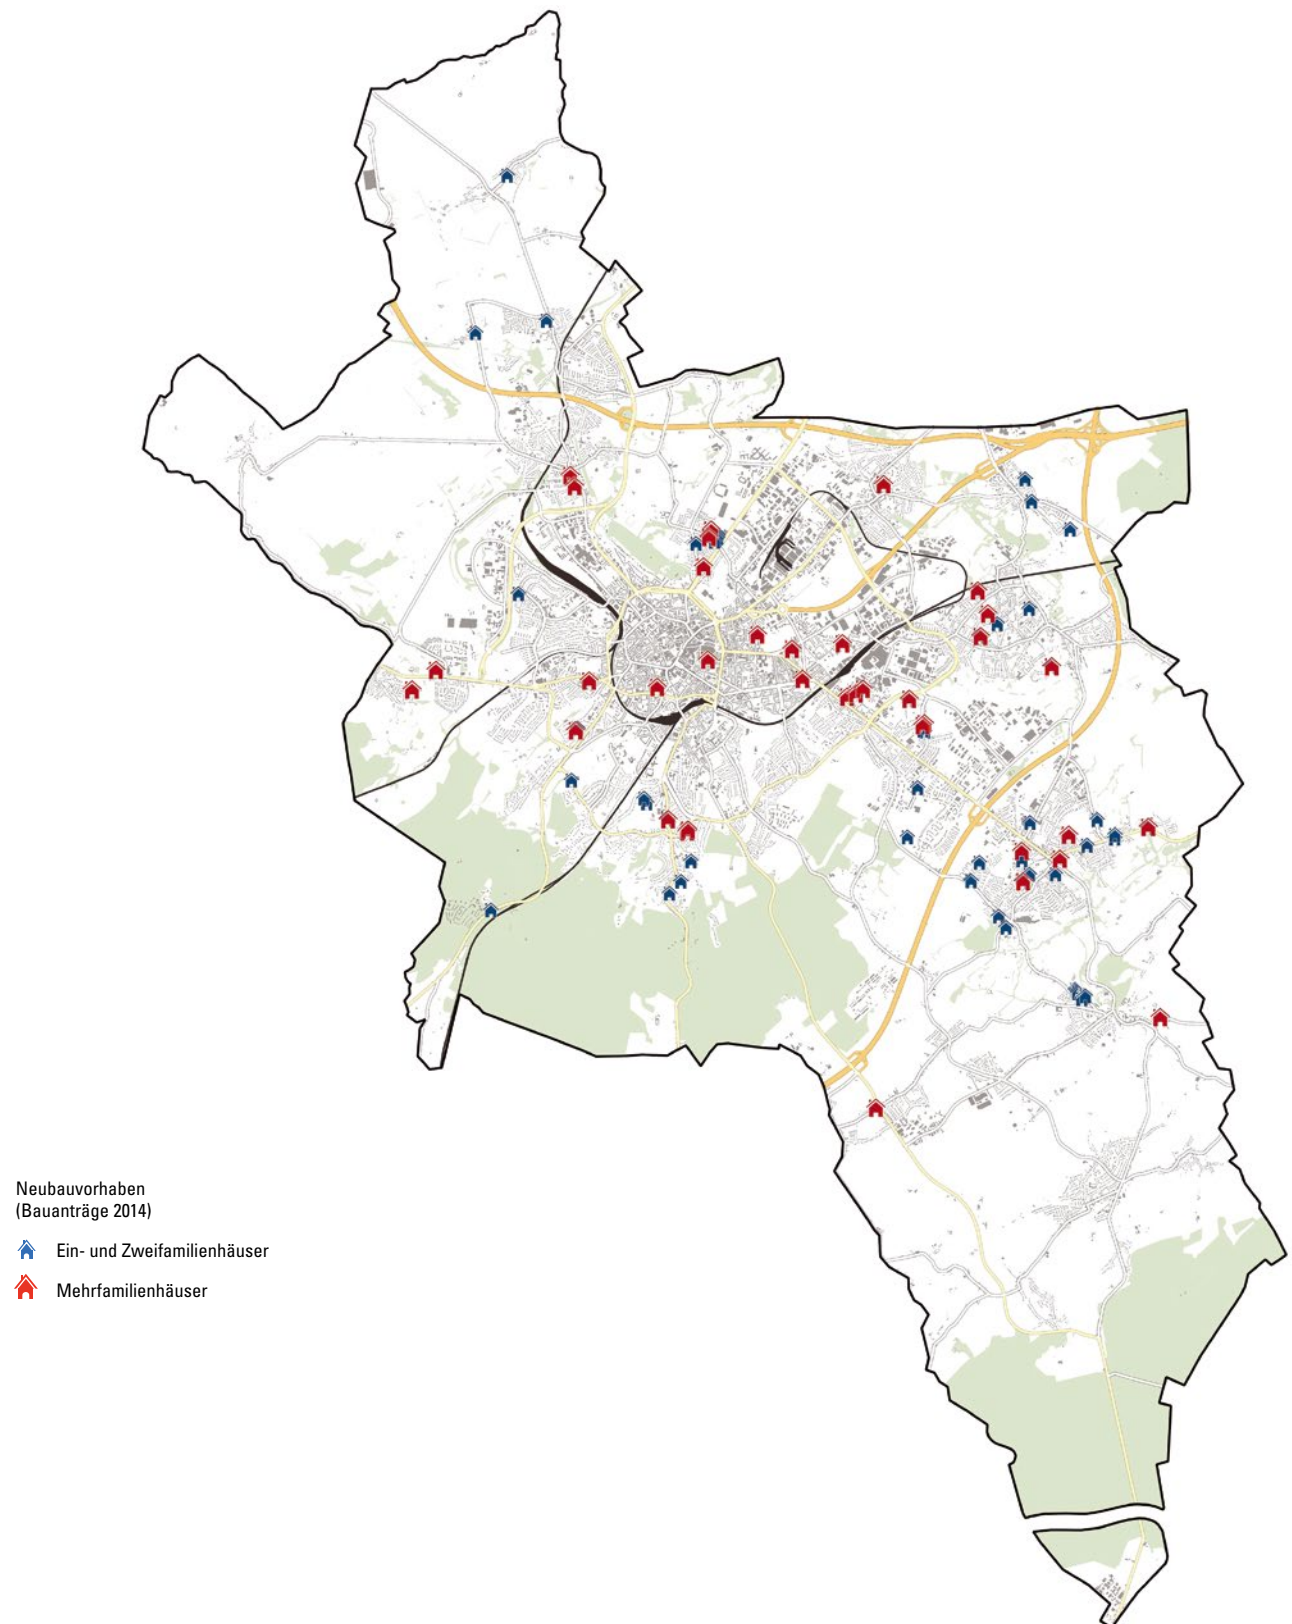 Neubauvorhaben
(Bauanträge 2014)
Ein- und Zweifamilienhäuser
Mehrfamilienhäuser